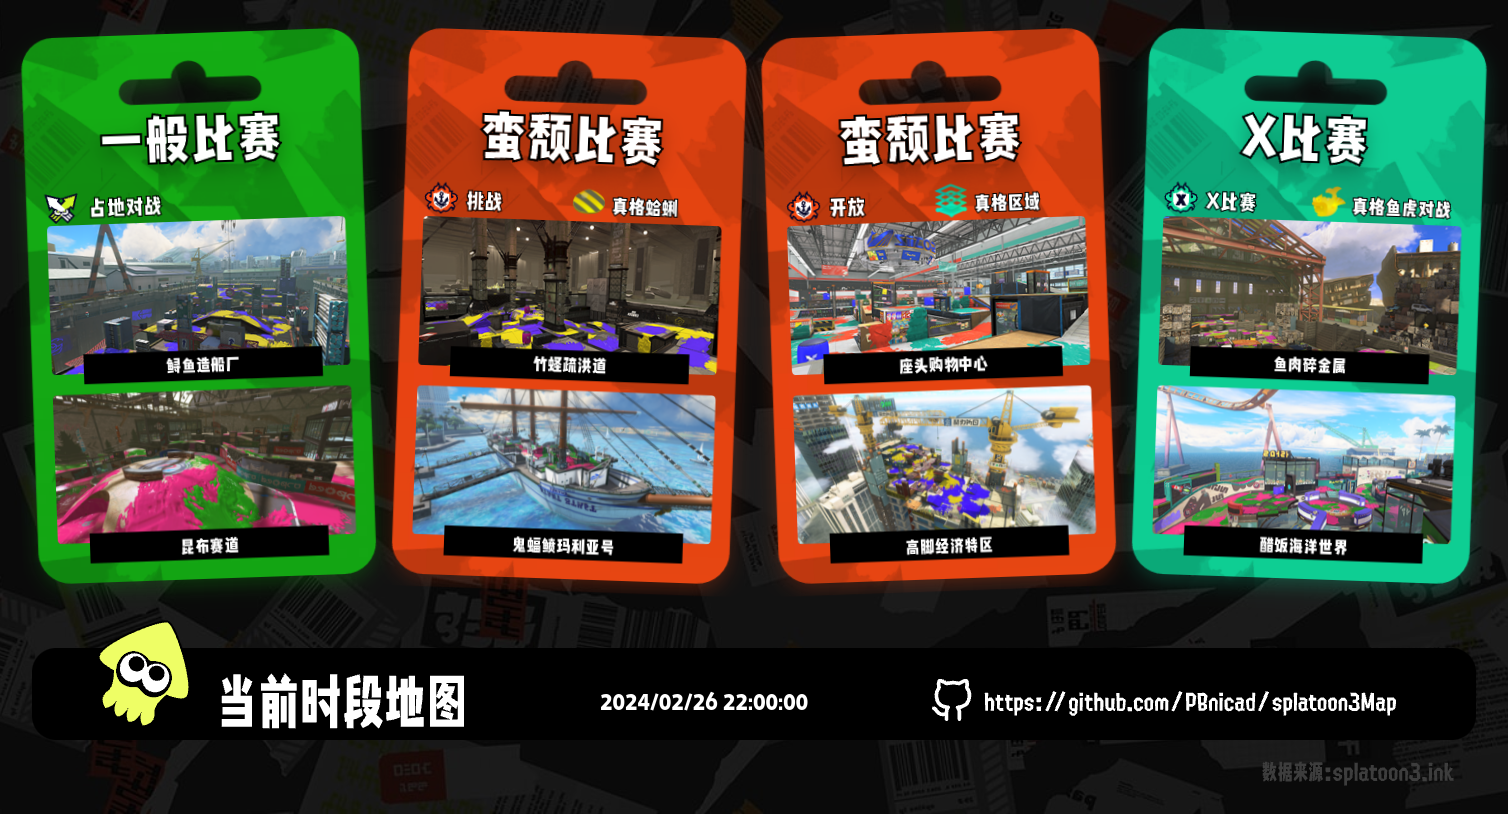 一般比赛
占地对战
鲟鱼造船厂
昆布赛道
蛮颓比赛
挑战
真格蛤蜊
竹蛏疏洪道
鬼蝠鲼玛利亚号
蛮颓比赛
开放
真格区域
座头购物中心
高脚经济特区
X比赛
X比赛
真格鱼虎对战
鱼肉碎金属
醋饭海洋世界
当前时段地图
2024/02/26 22:00:00
https://github.com/PBnicad/splatoon3Map
数据来源:splatoon3.ink